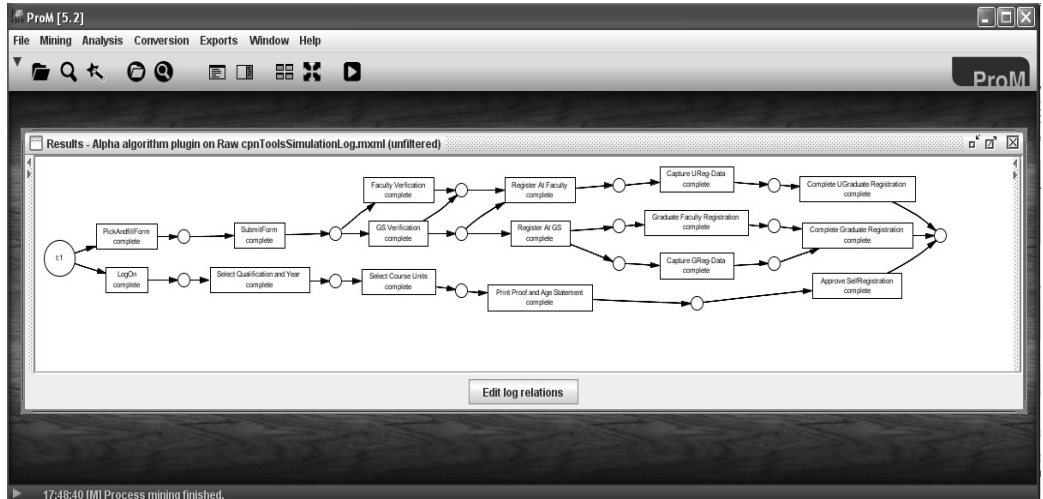 ProM [5.2]
File Mining Analysis Conversion Exports Window Help
ProM
Results - Alpha algorithm plugin on Raw cpnToolsSimulationLog.mxml (unfiltered)
t:1
PickAndfillForm
complete
LogOn
complete
SubmitForm
complete
Select Qualification and Year
complete
Faculty Verfication
complete
GS Verification
complete
Select Course Units
complete
Register At Faculty
complete
Register At GS
complete
Print Proof and Age Statement
complete
Capture UReg-Data
complete
Graduate Faculty Registration
complete
Capture GReg-Data
complete
Complete UGraduate Registration
complete
Complete Graduate Registration
complete
Approve SelfRegistration
complete
Edit log relations
17:48:40 [M] Process mining finished.